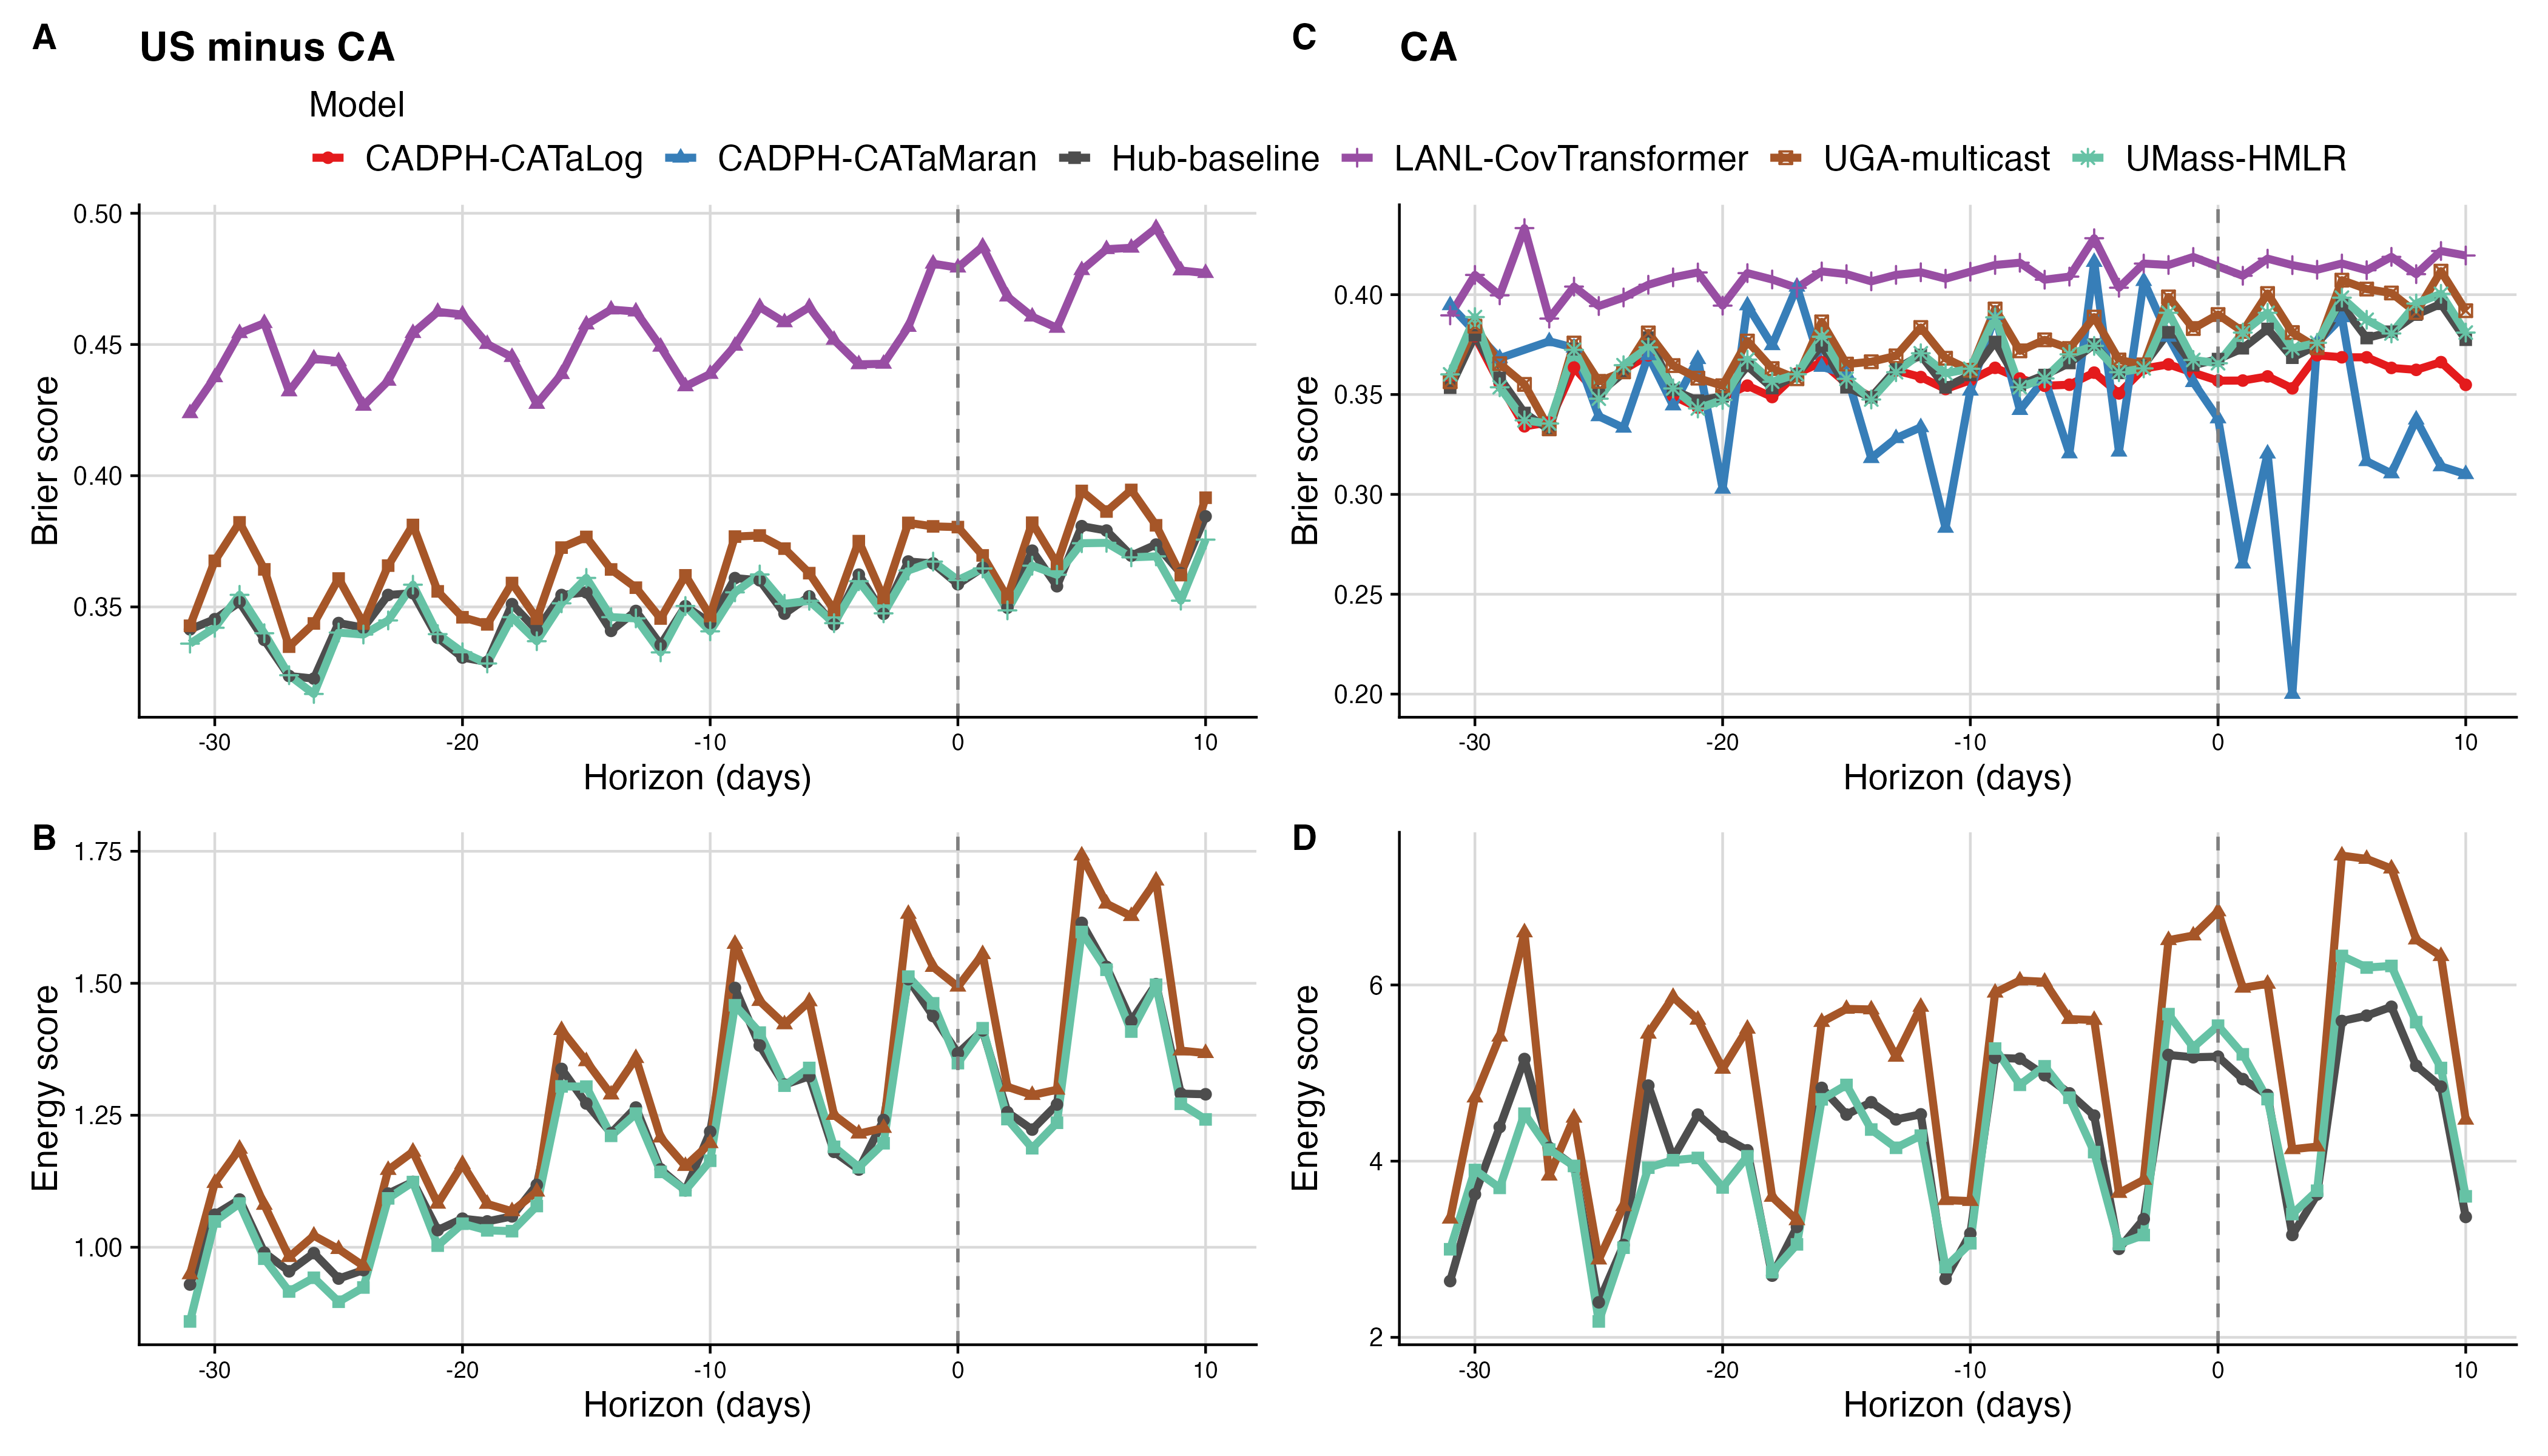 A
US minus CA
C
CA
Model
CADPH-CATaLog CADPH-CATaMaran Hub-baseline LANL-CovTransformer UGA-multicast UMass-HMLR
Brier score
0.50
0.45
0.40
0.35
-30 -20 -10 0 10
Horizon (days)
Brier score
0.40
0.35
0.30
0.25
0.20
-30 -20 -10 0 10
Horizon (days)
B
Energy score
1.75
1.50
1.25
1.00
-30 -20 -10 0 10
Horizon (days)
D
Energy score
6
4
2
-30 -20 -10 0 10
Horizon (days)